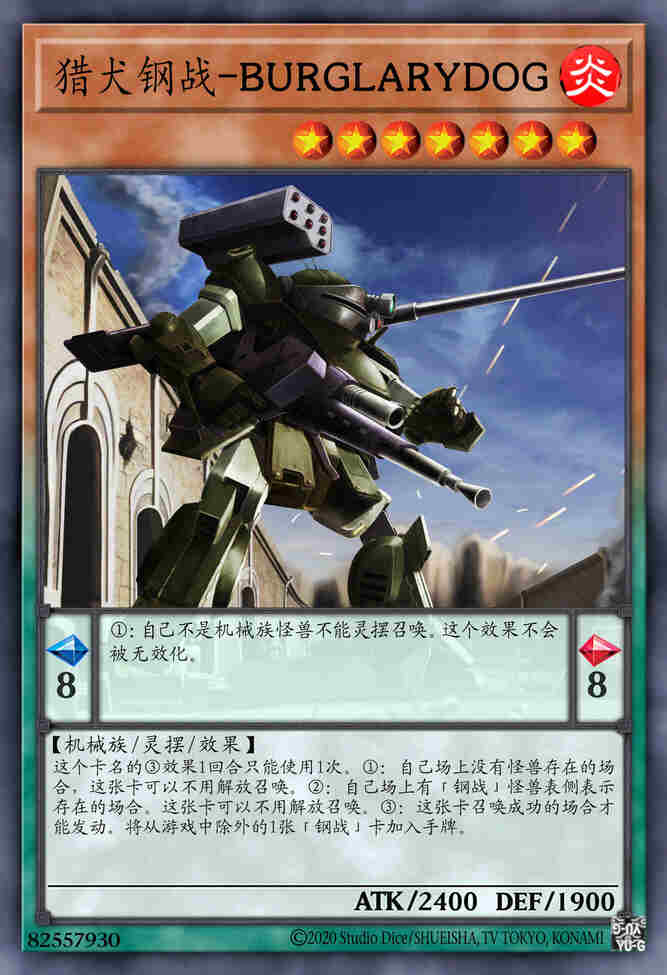 猎犬钢战-BURGLARYDOG
炎
①：自己不是机械族怪兽不能灵摆召唤。这个效果不会
被无效化。
8
8
【机械族/灵摆/效果】
这个卡名的③效果1回合只能使用1次。①：自己场上没有怪兽存在的场
合，这张卡可以不用解放召唤。②：自己场上有「钢战」怪兽表侧表示
存在的场合。这张卡可以不用解放召唤。③：这张卡召唤成功的场合才
能发动。将从游戏中除外的1张「钢战」卡加入手牌。
ATK/2400 DEF/1900
82557930
©2020 Studio Dice/SHUEISHA, TV TOKYO, KONAMI